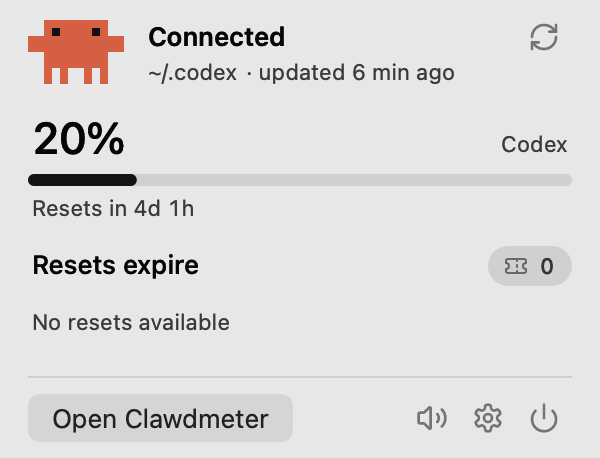 Connected
~/.codex · updated 6 min ago
20%
Codex
Resets in 4d 1h
Resets expire
0
No resets available
Open Clawdmeter